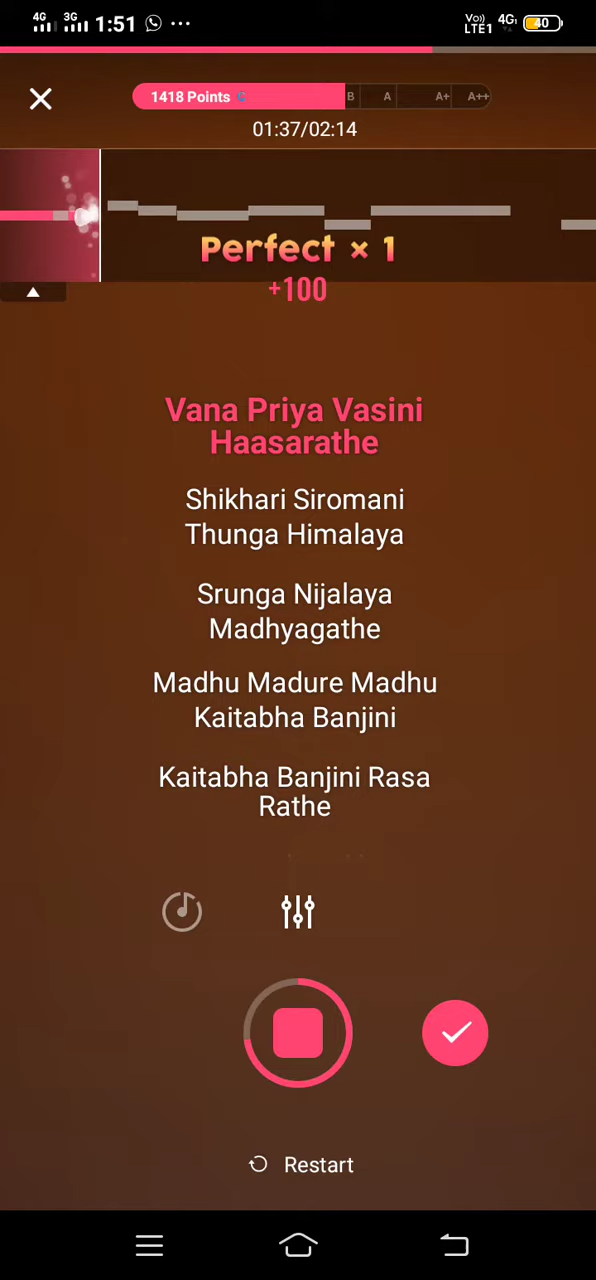 4G 3G 1:51 Vo)) LTE1 4G1 40
1418 Points B A A+ A++
01:37/02:14
Perfect × 1
+100
Vana Priya Vasini
Haasarathe
Shikhari Siromani
Thunga Himalaya
Srunga Nijalaya
Madhyagathe
Madhu Madure Madhu
Kaitabha Banjini
Kaitabha Banjini Rasa
Rathe
Restart